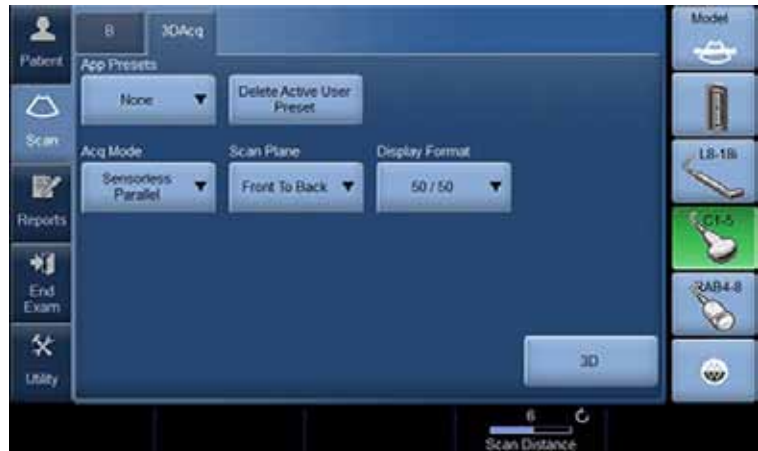 Patient
Scan
Reports
End
Exam
Utility
B
3DAcq
App Presets
None
Delete Active User
Preset
Acq Mode
Scan Plane
Display Format
Sensorless
Parallel
Front To Back
50 / 50
3D
Model
L8-18i
C1-5
RAB4-8
6
Scan Distance